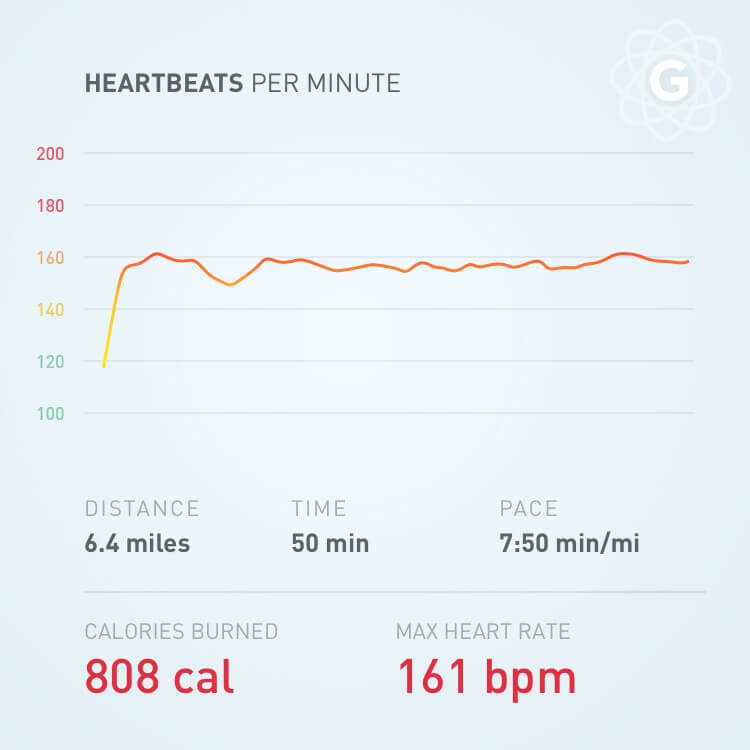 G
HEARTBEATS PER MINUTE
200
180
160
140
120
100
DISTANCE TIME PACE
6.4 miles 50 min 7:50 min/mi
CALORIES BURNED MAX HEART RATE
808 cal 161 bpm